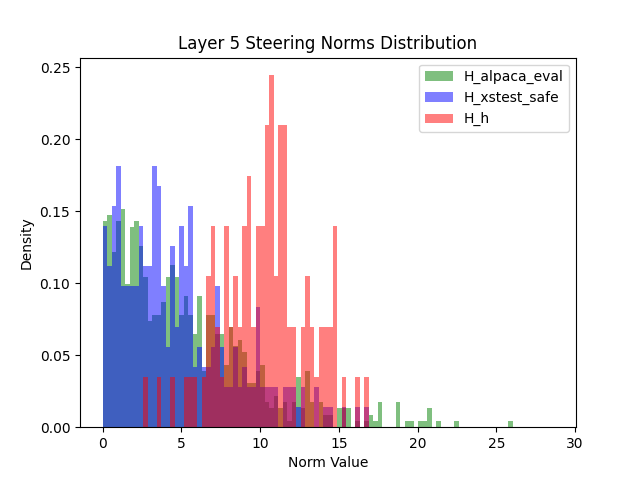 Layer 5 Steering Norms Distribution
H_alpaca_eval
H_xstest_safe
H_h
Density
0.25
0.20
0.15
0.10
0.05
0.00
0 5 10 15 20 25 30
Norm Value